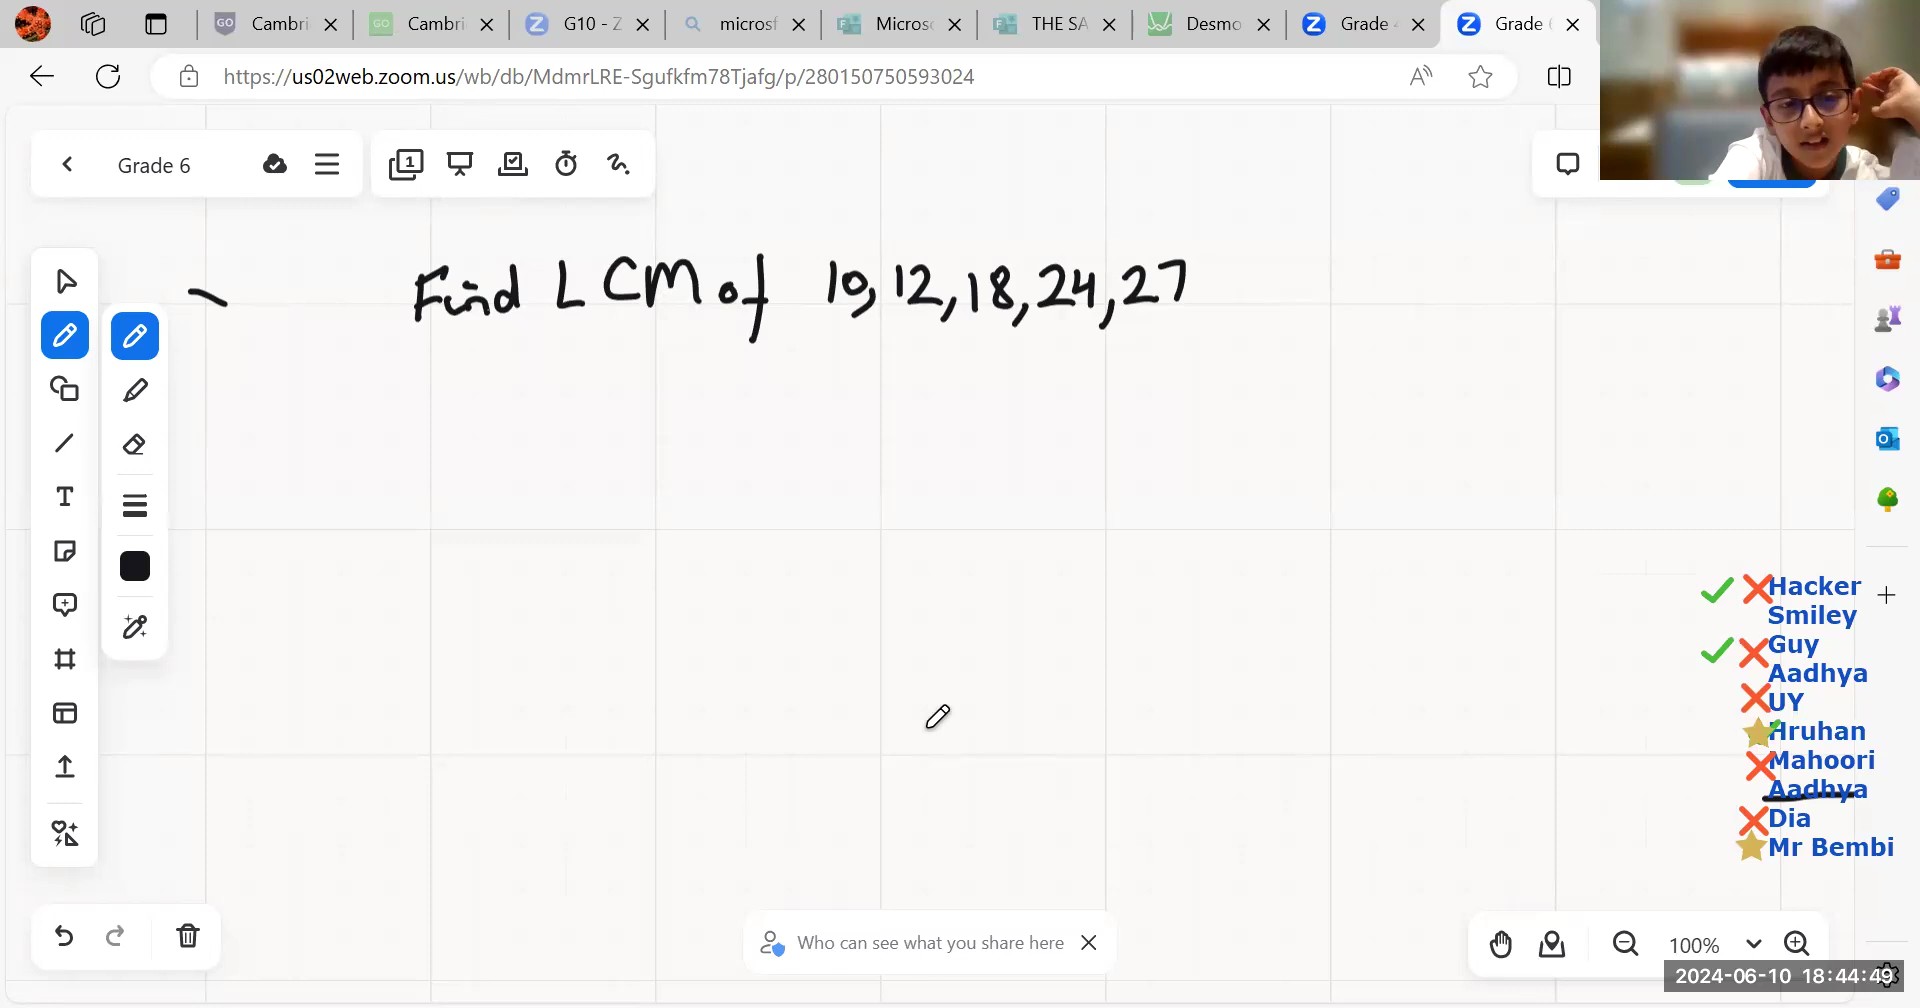 Cambri
Cambri
G10 - Z
microsf
Microso
THE SA
Desmo
Grade
Grade
https://us02web.zoom.us/wb/db/MdmrLRE-Sgufkfm78Tjafg/p/280150750593024
Grade 6
1
Find LCM of 10,12,18,24,27
Hacker
Smiley
Guy
Aadhya
UY
Hruhan
Mahoori
Aadhya
Dia
Mr Bembi
Who can see what you share here
100%
2024-06-10 18:44:49